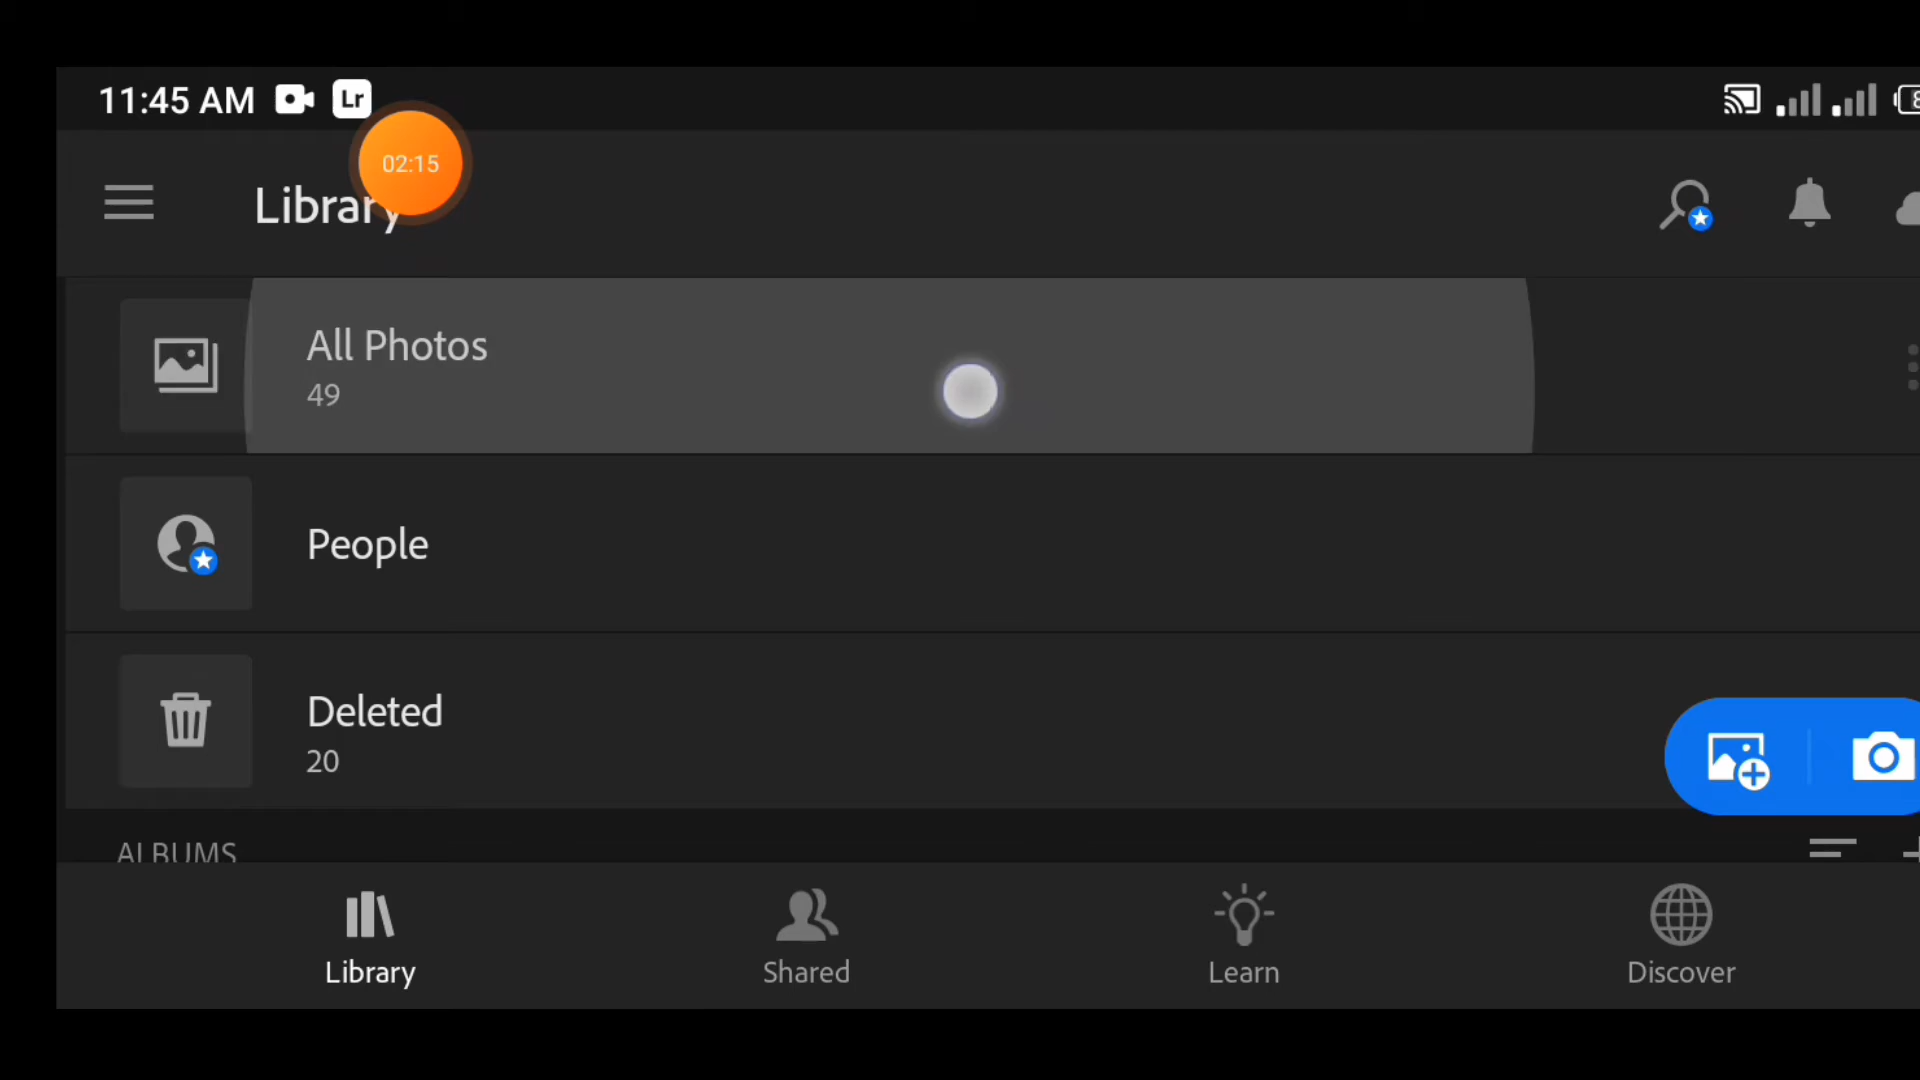 11:45 AM Lr
02:15
Library
All Photos
49
People
Deleted
20
ALBUMS
Library Shared Learn Discover